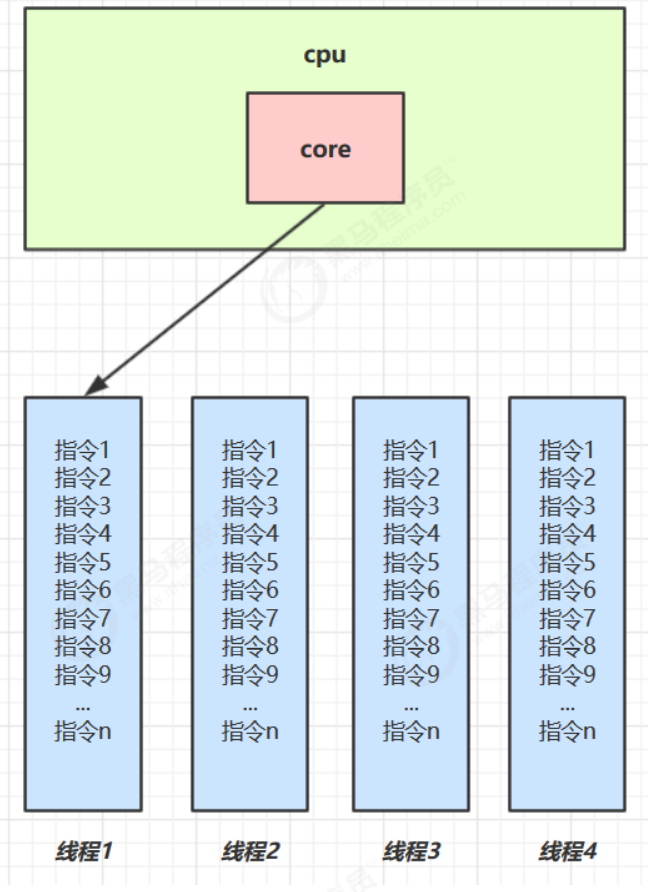 cpu
core
指令1
指令2
指令3
指令4
指令5
指令6
指令7
指令8
指令9
...
指令n
指令1
指令2
指令3
指令4
指令5
指令6
指令7
指令8
指令9
...
指令n
指令1
指令2
指令3
指令4
指令5
指令6
指令7
指令8
指令9
...
指令n
指令1
指令2
指令3
指令4
指令5
指令6
指令7
指令8
指令9
...
指令n
线程1
线程2
线程3
线程4
黑马程序员
www.itheima.com